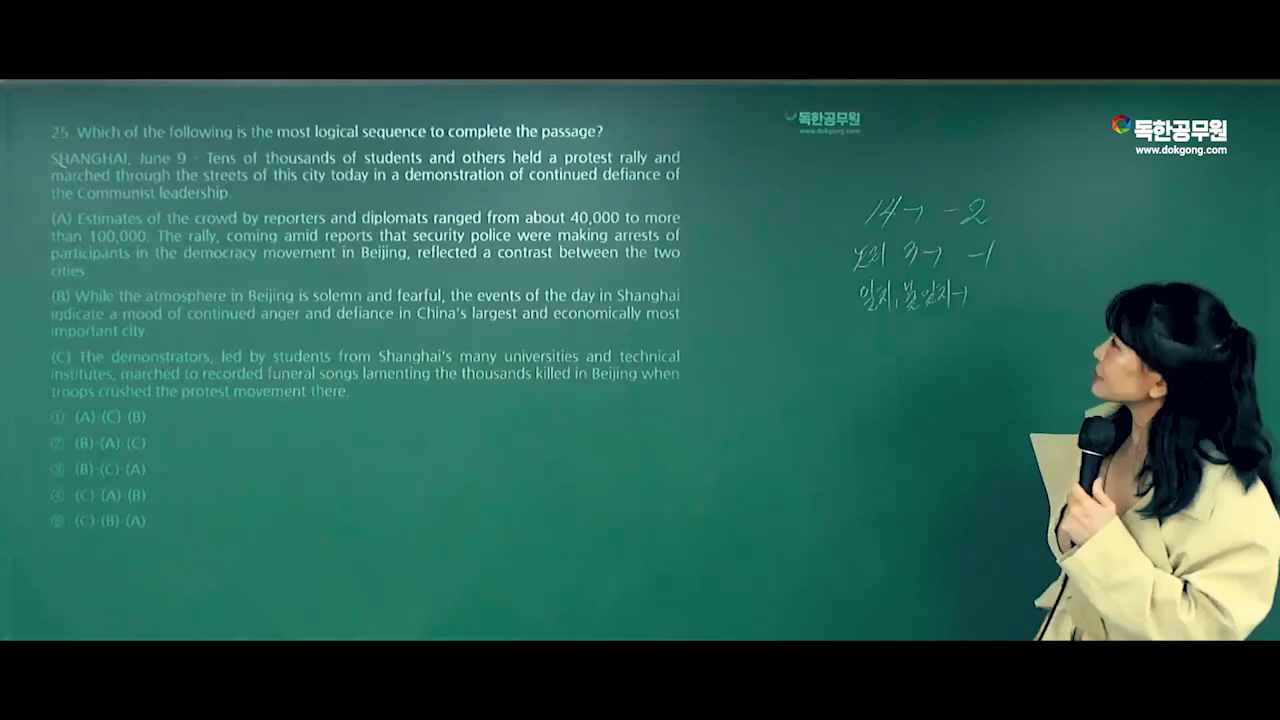 25. Which of the following is the most logical sequence to complete the passage?
SHANGHAI, June 9 - Tens of thousands of students and others held a protest rally and
marched through the streets of this city today in a demonstration of continued defiance of
the Communist leadership.
(A) Estimates of the crowd by reporters and diplomats ranged from about 40,000 to more
than 100,000. The rally, coming amid reports that security police were making arrests of
participants in the democracy movement in Beijing, reflected a contrast between the two
cities.
(B) While the atmosphere in Beijing is solemn and fearful, the events of the day in Shanghai
indicate a mood of continued anger and defiance in China's largest and economically most
important city.
(C) The demonstrators, led by students from Shanghai's many universities and technical
institutes, marched to recorded funeral songs lamenting the thousands killed in Beijing when
troops crushed the protest movement there.
① (A)-(C)-(B)
② (B)-(A)-(C)
③ (B)-(C)-(A)
④ (C)-(A)-(B)
⑤ (C)-(B)-(A)
독한공무원
www.dokgong.com
독한공무원
www.dokgong.com
-2
-1